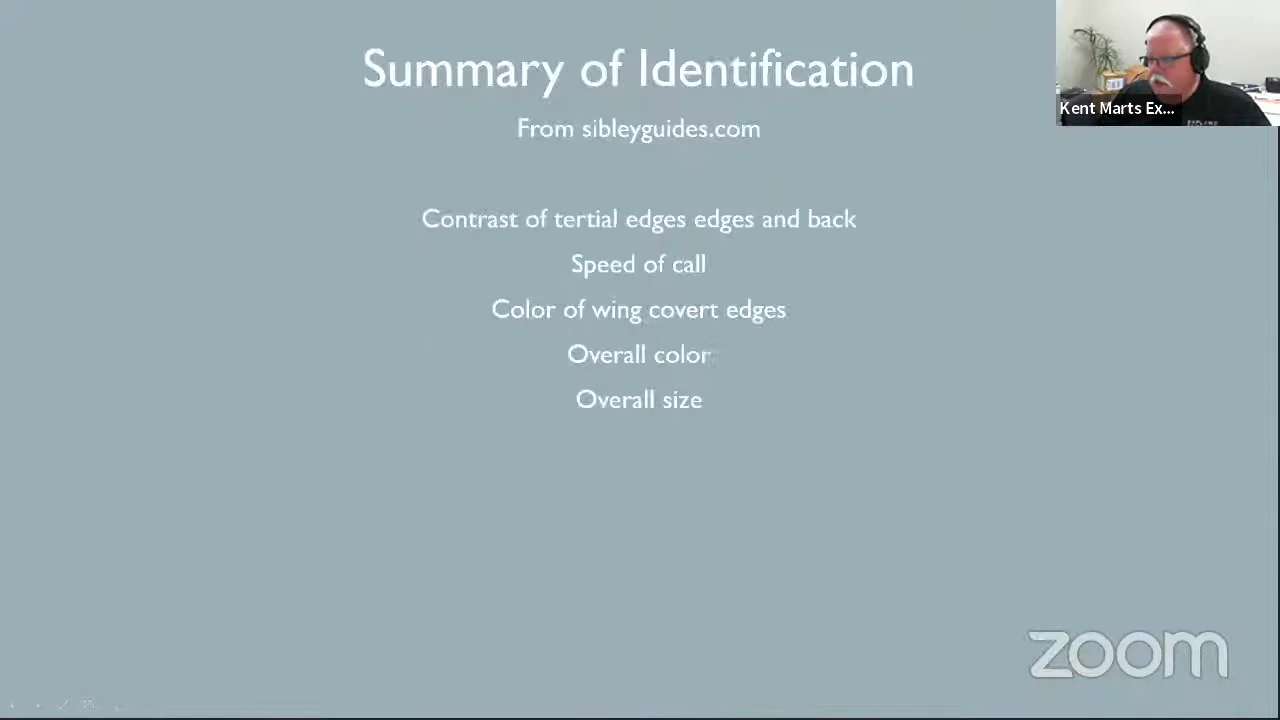 Summary of Identification
From sibleyguides.com
Kent Marts Ex...
Contrast of tertial edges edges and back
Speed of call
Color of wing covert edges
Overall color
Overall size
zoom